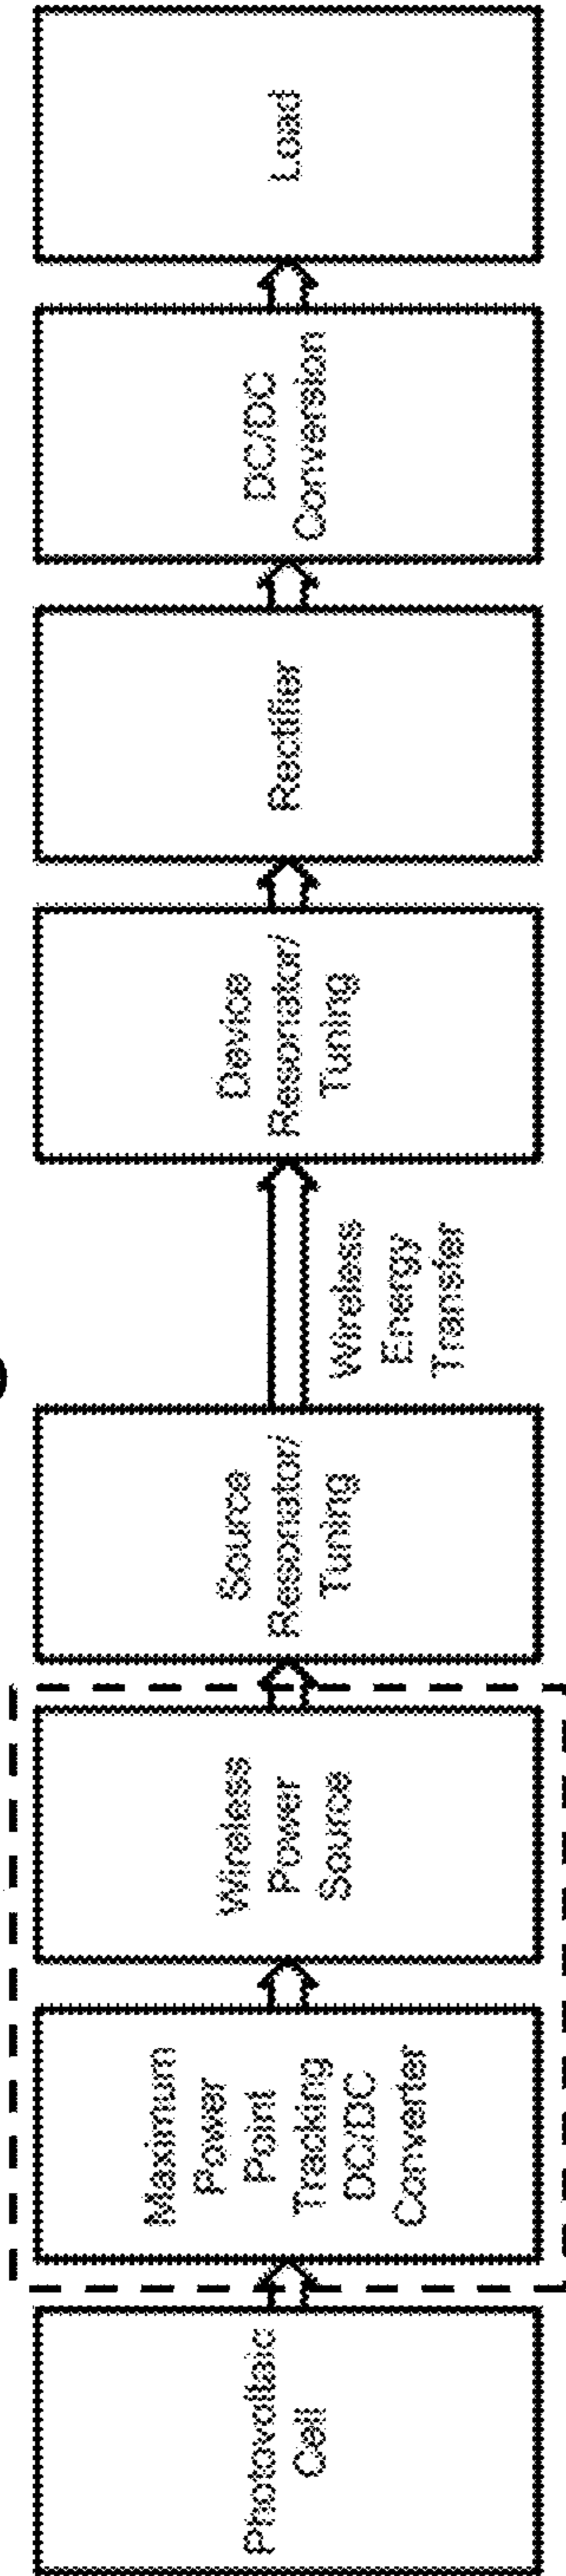 Photovoltaic
Cell
Maximum
Power
Point
Tracking
DC/DC
Converter
Wireless
Power
Source
Source
Resonator/
Tuning
Wireless
Energy
Transfer
Device
Resonator/
Tuning
Rectifier
DC/DC
Conversion
Load